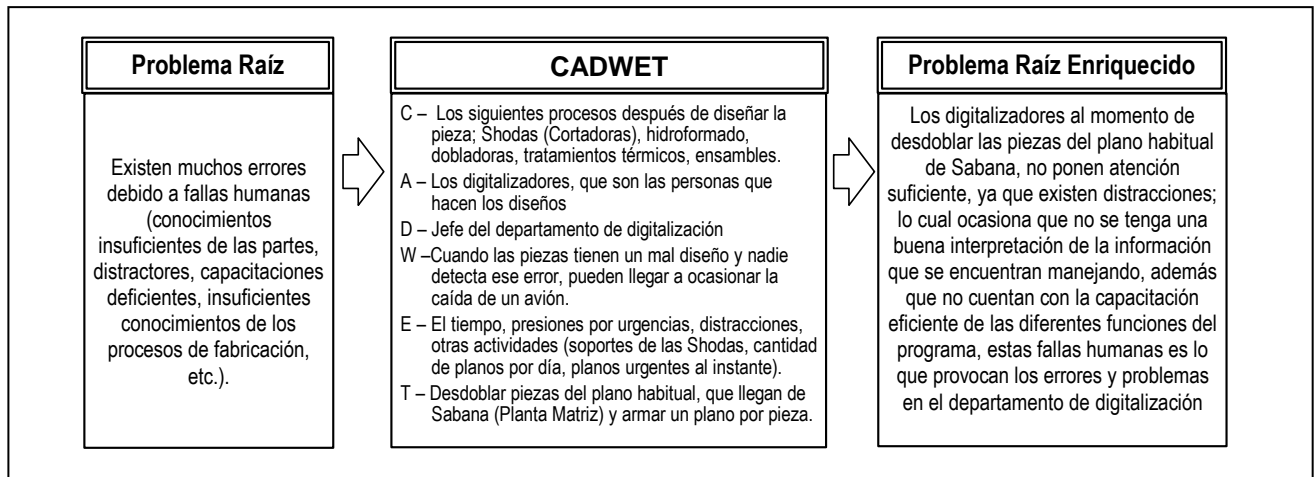 Problema Raíz
Existen muchos errores
debido a fallas humanas
(conocimientos
insuficientes de las partes,
distractores, capacitaciones
deficientes, insuficientes
conocimientos de los
procesos de fabricación,
etc.).
CADWET
C – Los siguientes procesos después de diseñar la
pieza; Shodas (Cortadoras), hidroformado,
dobladoras, tratamientos térmicos, ensambles.
A – Los digitalizadores, que son las personas que
hacen los diseños
D – Jefe del departamento de digitalización
W –Cuando las piezas tienen un mal diseño y nadie
detecta ese error, pueden llegar a ocasionar la
caída de un avión.
E – El tiempo, presiones por urgencias, distracciones,
otras actividades (soportes de las Shodas, cantidad
de planos por día, planos urgentes al instante).
T – Desdoblar piezas del plano habitual, que llegan de
Sabana (Planta Matriz) y armar un plano por pieza.
Problema Raíz Enriquecido
Los digitalizadores al momento de
desdoblar las piezas del plano habitual
de Sabana, no ponen atención
suficiente, ya que existen distracciones;
lo cual ocasiona que no se tenga una
buena interpretación de la información
que se encuentran manejando, además
que no cuentan con la capacitación
eficiente de las diferentes funciones del
programa, estas fallas humanas es lo
que provocan los errores y problemas
en el departamento de digitalización